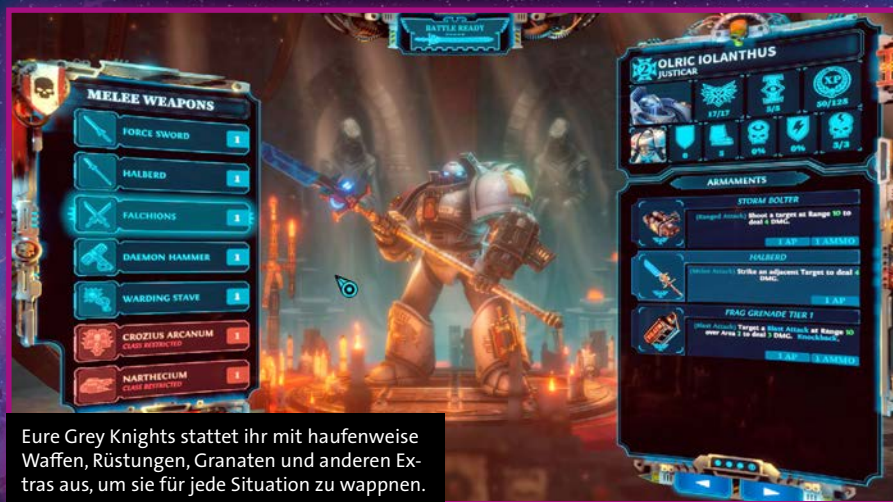 BATTLE READY
MELEE WEAPONS
FORCE SWORD 1
HALBERD 1
FALCHIONS 1
DAEMON HAMMER 1
WARDING STAVE 1
CROZIUS ARCANUM 1
CLASS RESTRICTED
NARTHECIUM 1
CLASS RESTRICTED
OLRIC IOLANTHUS
JUSTICAR
XP
17/17 5/5 50/125
0 5 0% 0% 3/3
ARMAMENTS
STORM BOLTER
(Ranged Attack) Shoot a target at Range 10 to
deal 4 DMG.
1 AP 1 AMMO
HALBERD
(Melee Attack) Strike an adjacent Target to deal 4
DMG.
1 AP
FRAG GRENADE TIER 1
(Blast Attack) Target a Blast Attack at Range 10
over Area 2 to deal 3 DMG. Knockback.
1 AP 1 AMMO
Eure Grey Knights stattet ihr mit haufenweise
Waffen, Rüstungen, Granaten und anderen Ex-
tras aus, um sie für jede Situation zu wappnen.